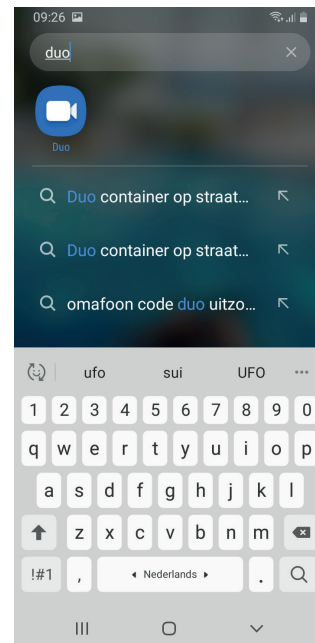 09:26
duo
Duo
Duo container op straat...
Duo container op straat...
omafoon code duo uitzo...
ufo sui UFO
1 2 3 4 5 6 7 8 9 0
q w e r t y u i o p
a s d f g h j k l
z x c v b n m
!#1 , Nederlands .